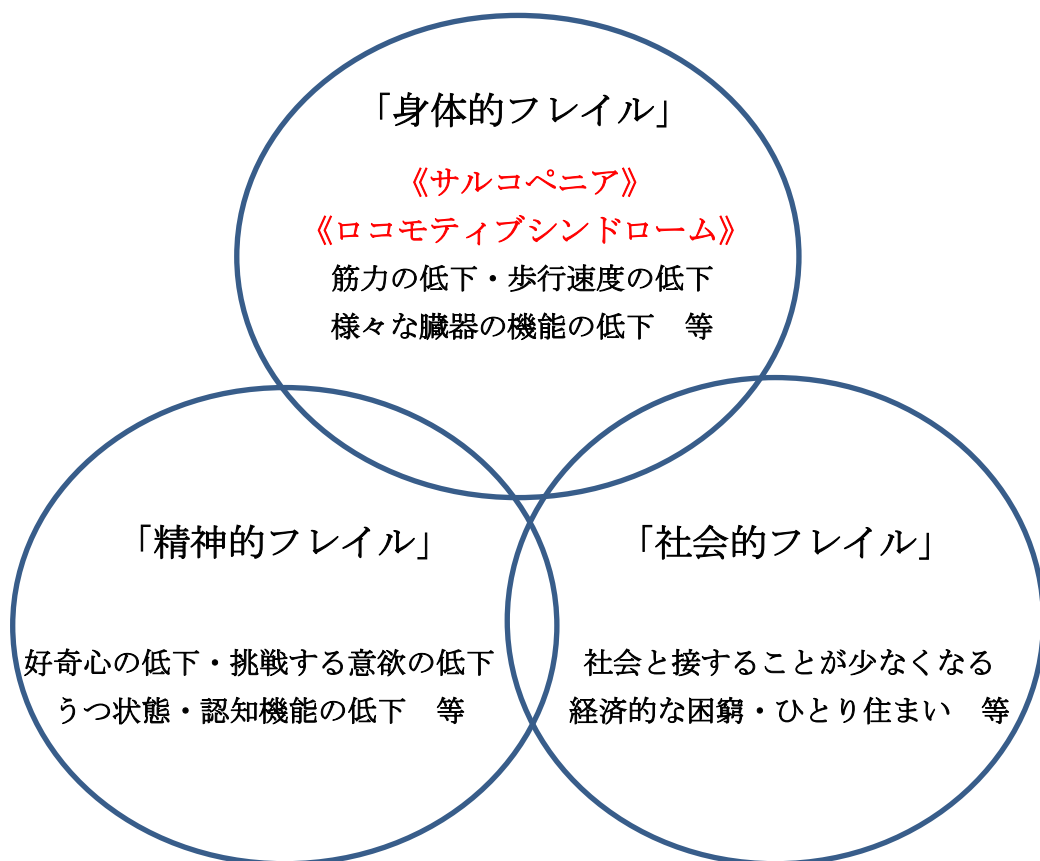 「身体的フレイル」
《サルコペニア》
《ロコモティブシンドローム》
筋力の低下・歩行速度の低下
様々な臓器の機能の低下　等
「精神的フレイル」
好奇心の低下・挑戦する意欲の低下
うつ状態・認知機能の低下　等
「社会的フレイル」
社会と接することが少なくなる
経済的な困窮・ひとり住まい　等